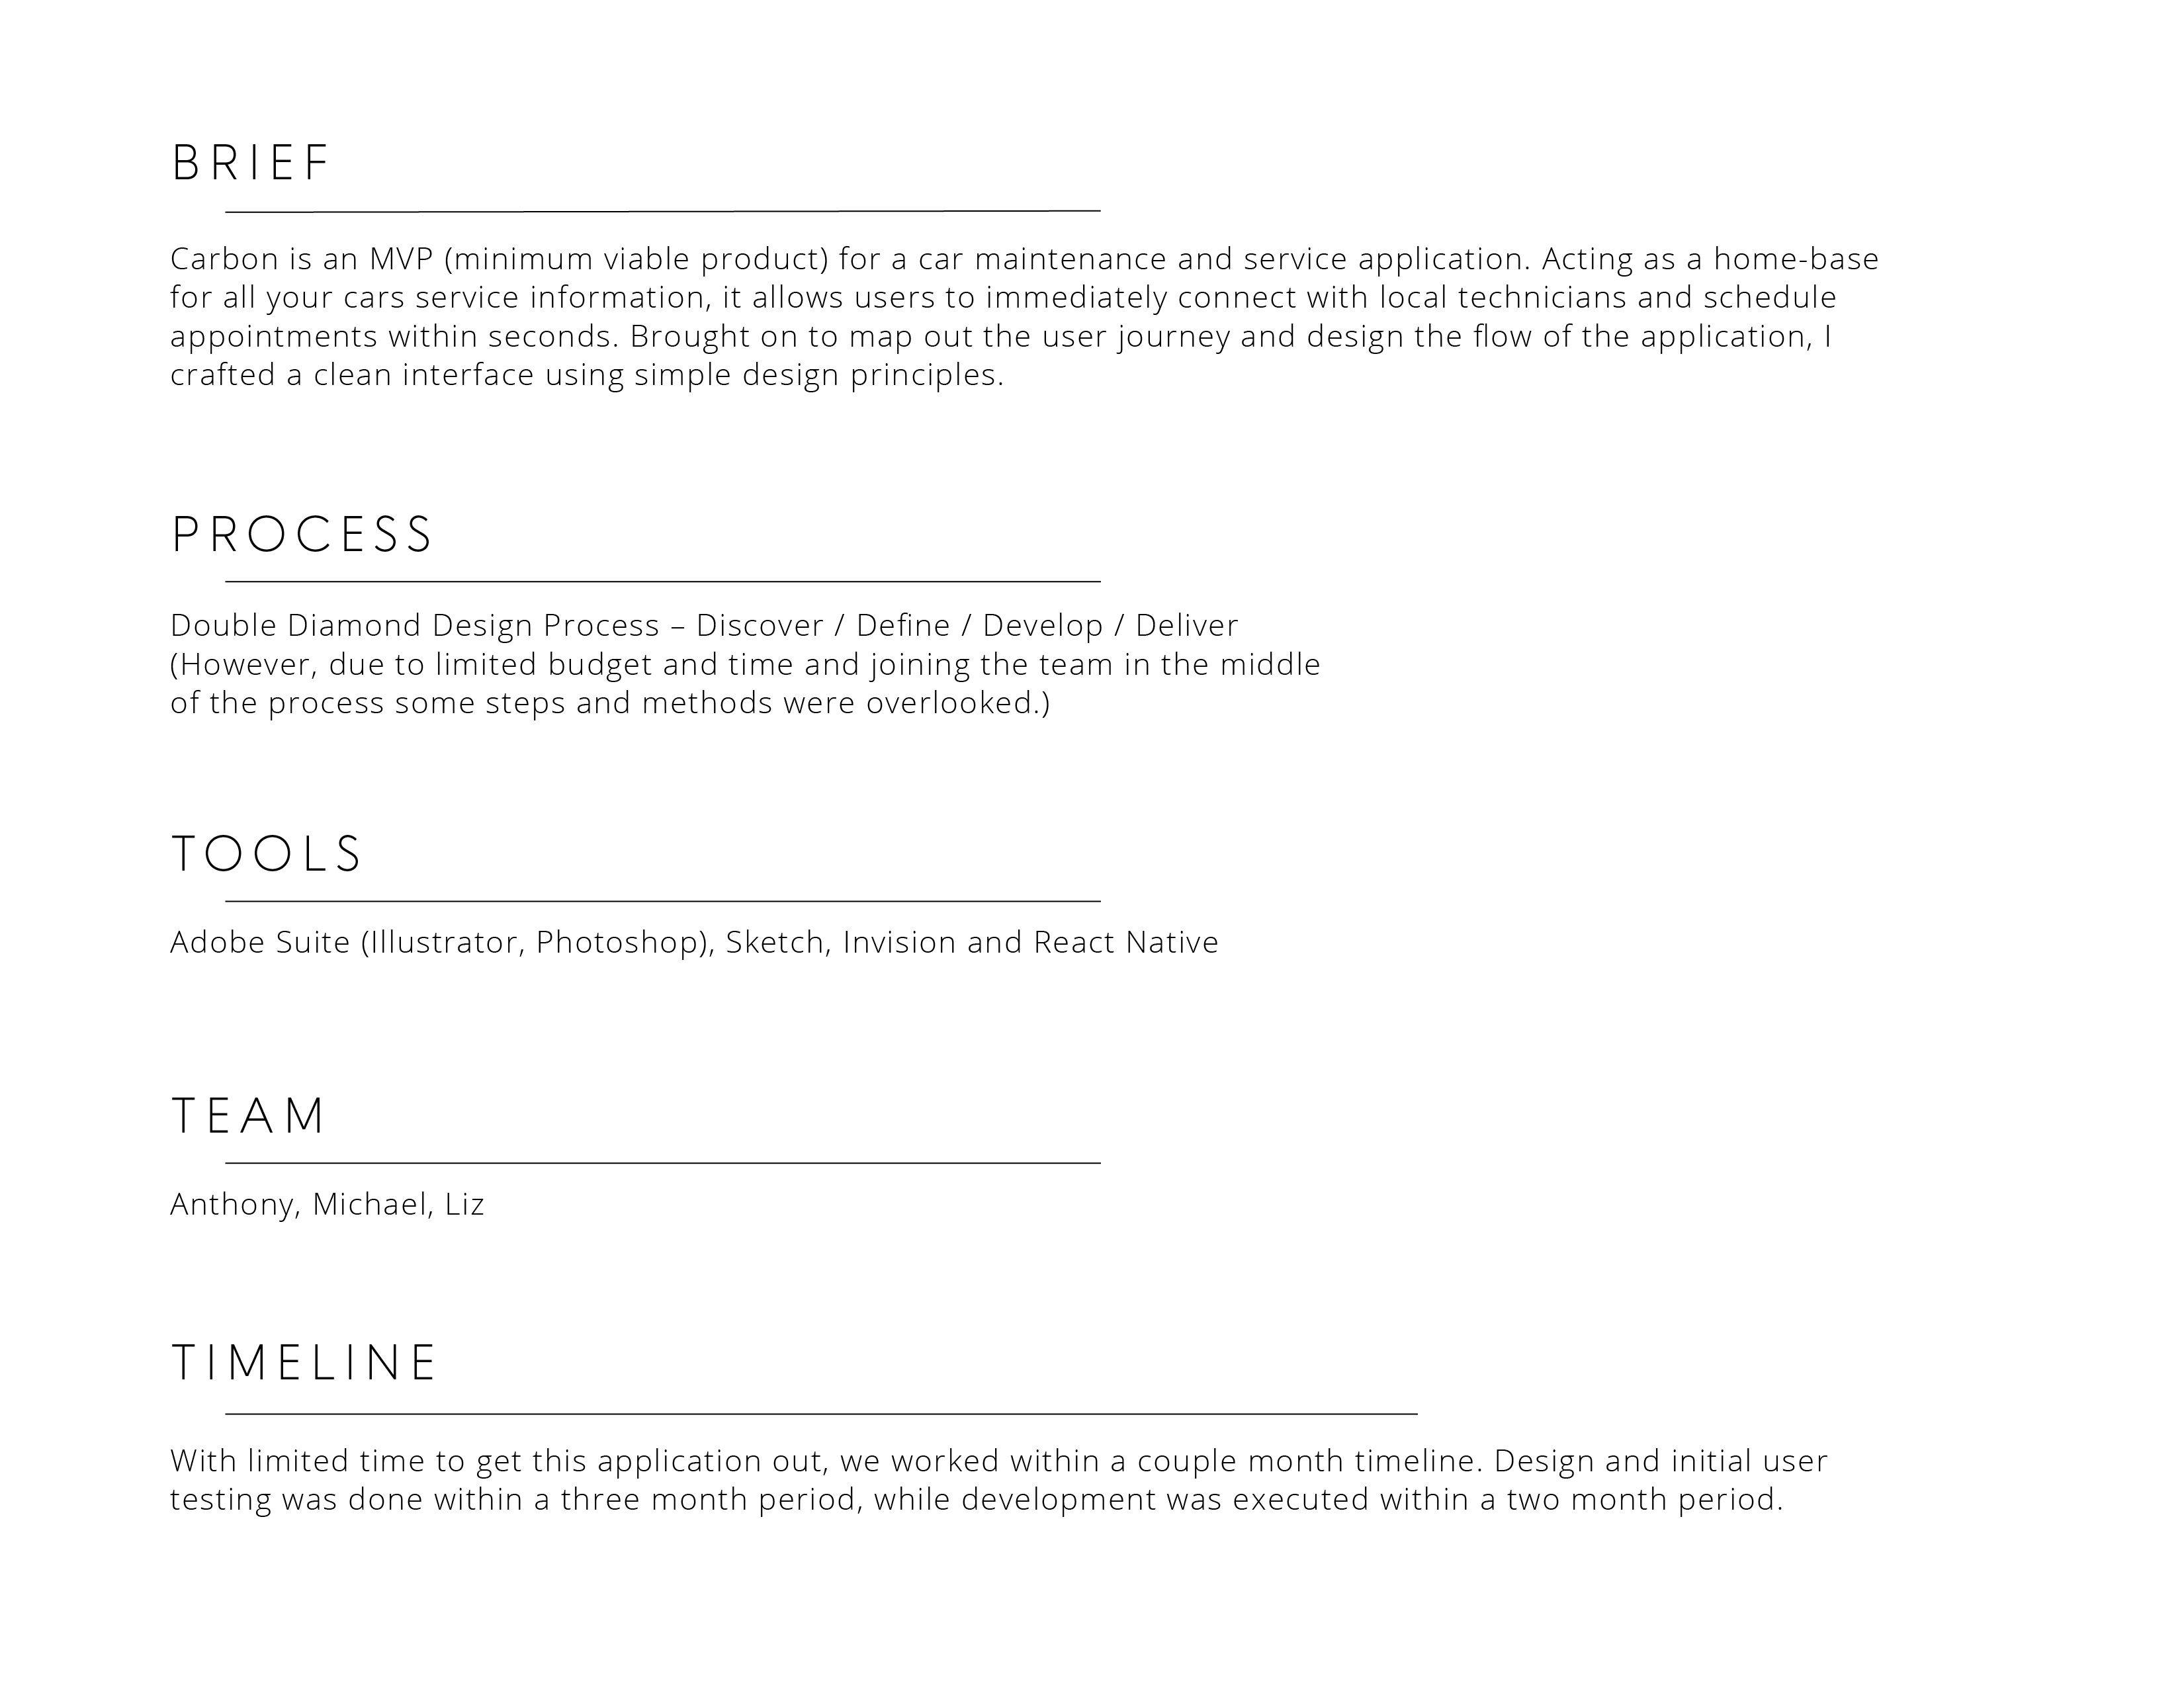 BRIEF
Carbon is an MVP (minimum viable product) for a car maintenance and service application. Acting as a home-base
for all your cars service information, it allows users to immediately connect with local technicians and schedule
appointments within seconds. Brought on to map out the user journey and design the flow of the application, I
crafted a clean interface using simple design principles.
PROCESS
Double Diamond Design Process – Discover / Define / Develop / Deliver
(However, due to limited budget and time and joining the team in the middle
of the process some steps and methods were overlooked.)
TOOLS
Adobe Suite (Illustrator, Photoshop), Sketch, Invision and React Native
TEAM
Anthony, Michael, Liz
TIMELINE
With limited time to get this application out, we worked within a couple month timeline. Design and initial user
testing was done within a three month period, while development was executed within a two month period.